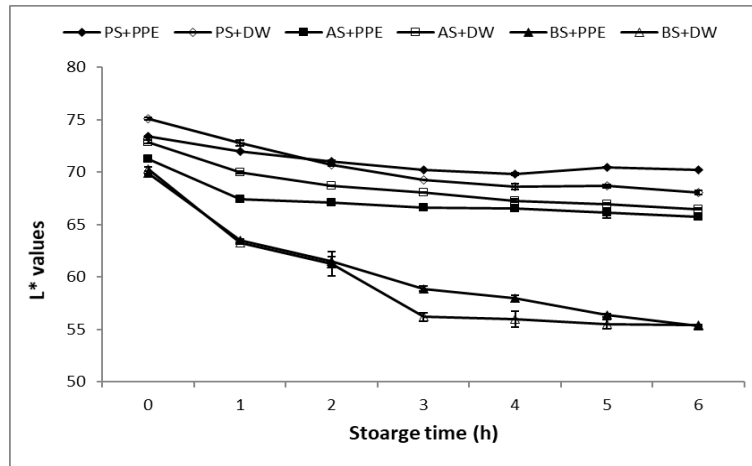 PS+PPE PS+DW AS+PPE AS+DW BS+PPE BS+DW
80
75
70
65
60
55
50
L* values
0 1 2 3 4 5 6
Stoarge time (h)